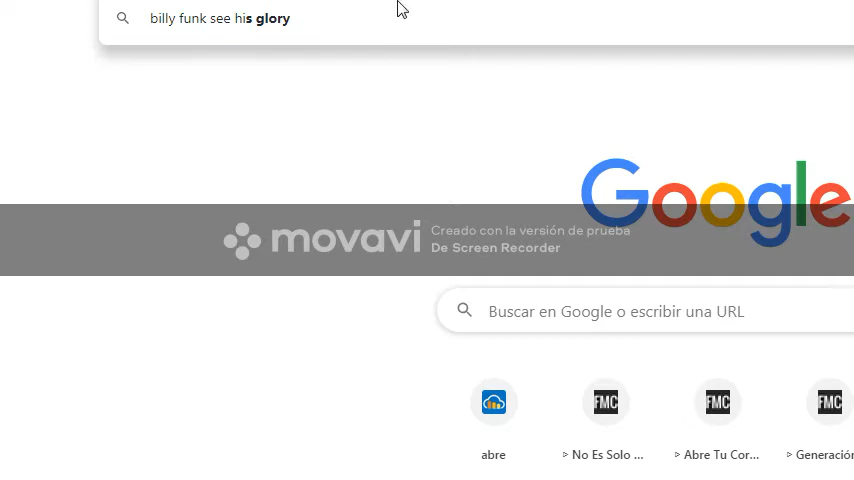 billy funk see his glory
Google
movavi
Creado con la versión de prueba
De Screen Recorder
Buscar en Google o escribir una URL
FMC
FMC
FMC
abre
▷ No Es Solo ...
▷ Abre Tu Cor...
▷ Generación